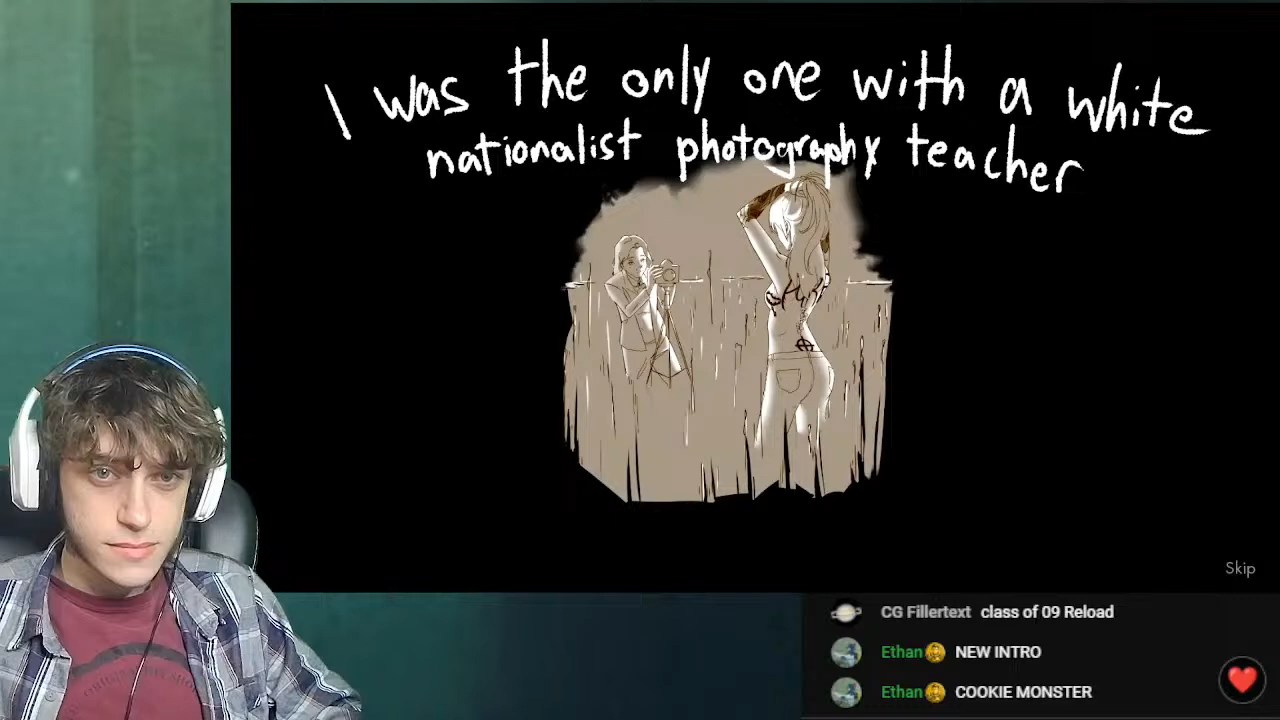 I was the only one with a white
nationalist photography teacher
Skip
CG Fillertext class of 09 Reload
Ethan NEW INTRO
Ethan COOKIE MONSTER